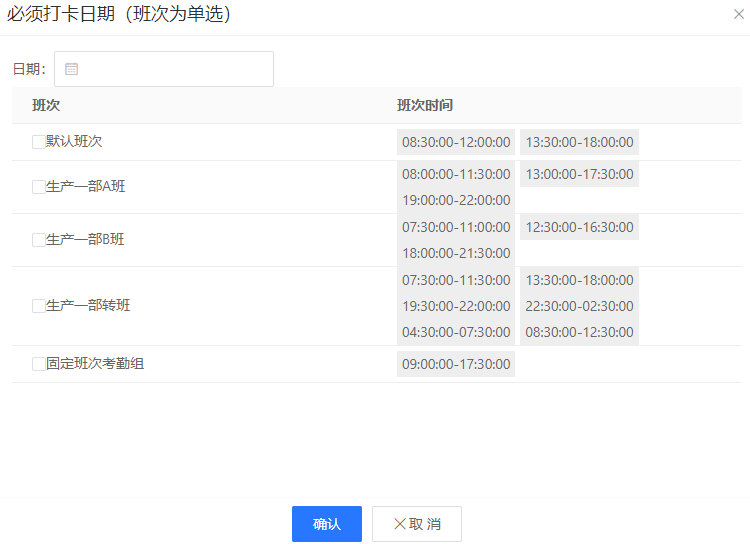 必须打卡日期（班次为单选）
日期：
班次 班次时间
默认班次 08:30:00-12:00:00 13:30:00-18:00:00
生产一部A班 08:00:00-11:30:00 13:00:00-17:30:00
19:00:00-22:00:00
生产一部B班 07:30:00-11:00:00 12:30:00-16:30:00
18:00:00-21:30:00
07:30:00-11:30:00 13:30:00-18:00:00
生产一部转班 19:30:00-22:00:00 22:30:00-02:30:00
04:30:00-07:30:00 08:30:00-12:30:00
固定班次考勤组 09:00:00-17:30:00
确认 取 消